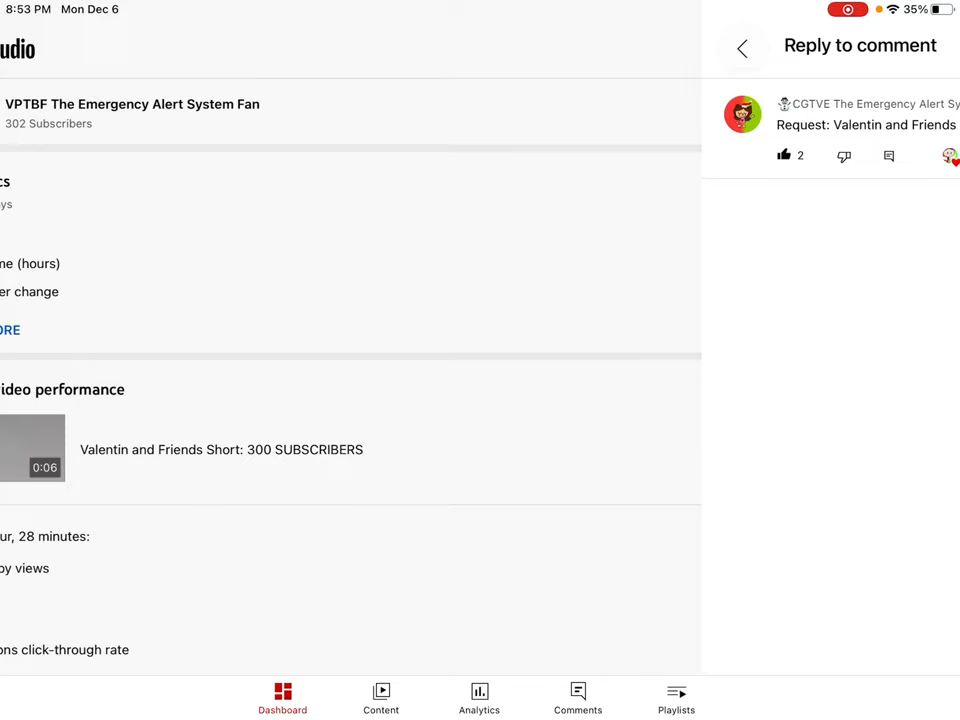 8:53 PM Mon Dec 6
35%
udio
Reply to comment
VPTBF The Emergency Alert System Fan
302 Subscribers
⛄CGTVE The Emergency Alert Sy
Request: Valentin and Friends
2
cs
ys
me (hours)
er change
ORE
ideo performance
0:06
Valentin and Friends Short: 300 SUBSCRIBERS
ur, 28 minutes:
by views
ons click-through rate
Dashboard
Content
Analytics
Comments
Playlists